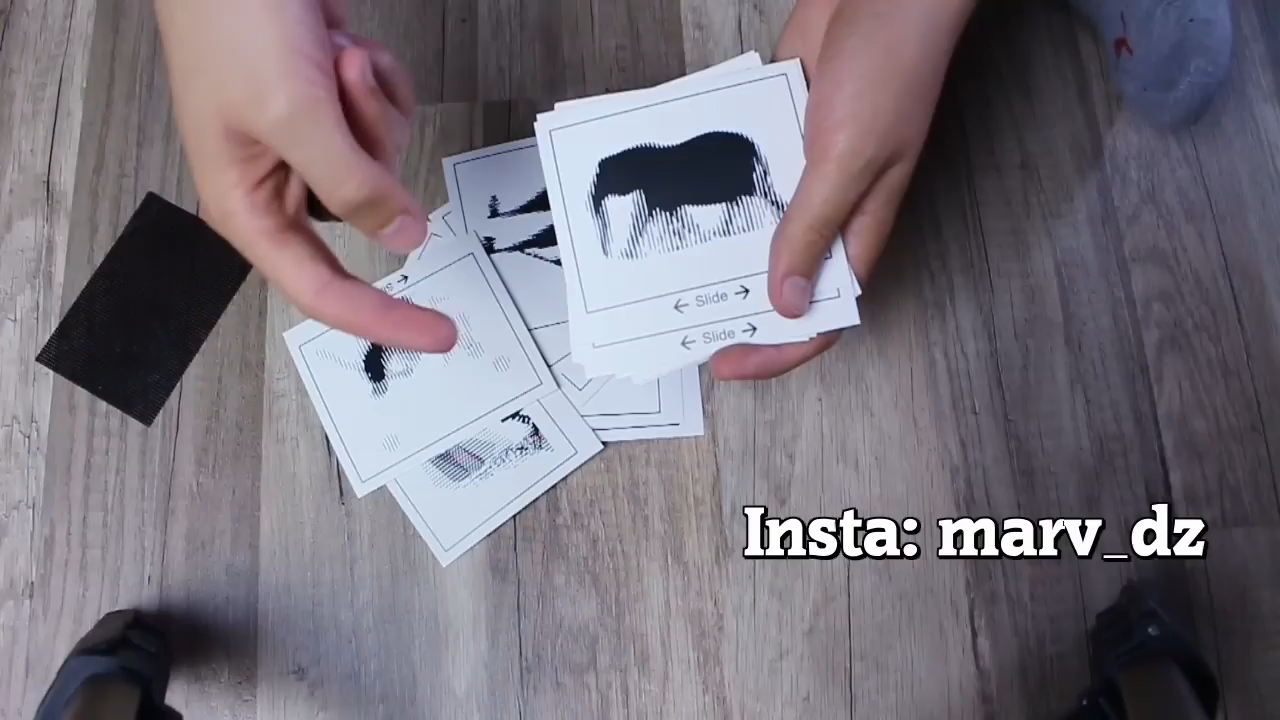 ← Slide →
← Slide →
Insta: marv_dz